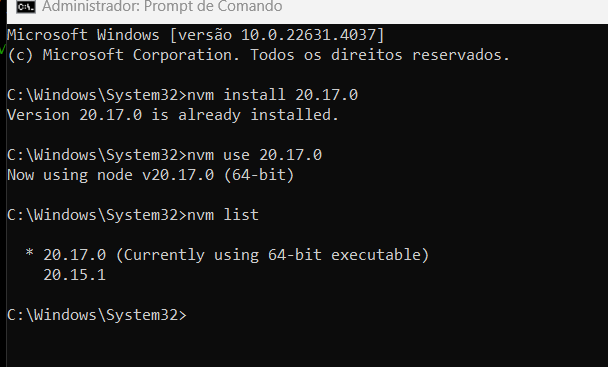 Administrador: Prompt de Comando
Microsoft Windows [versão 10.0.22631.4037]
(c) Microsoft Corporation. Todos os direitos reservados.
C:\Windows\System32>nvm install 20.17.0
Version 20.17.0 is already installed.
C:\Windows\System32>nvm use 20.17.0
Now using node v20.17.0 (64-bit)
C:\Windows\System32>nvm list
* 20.17.0 (Currently using 64-bit executable)
20.15.1
C:\Windows\System32>